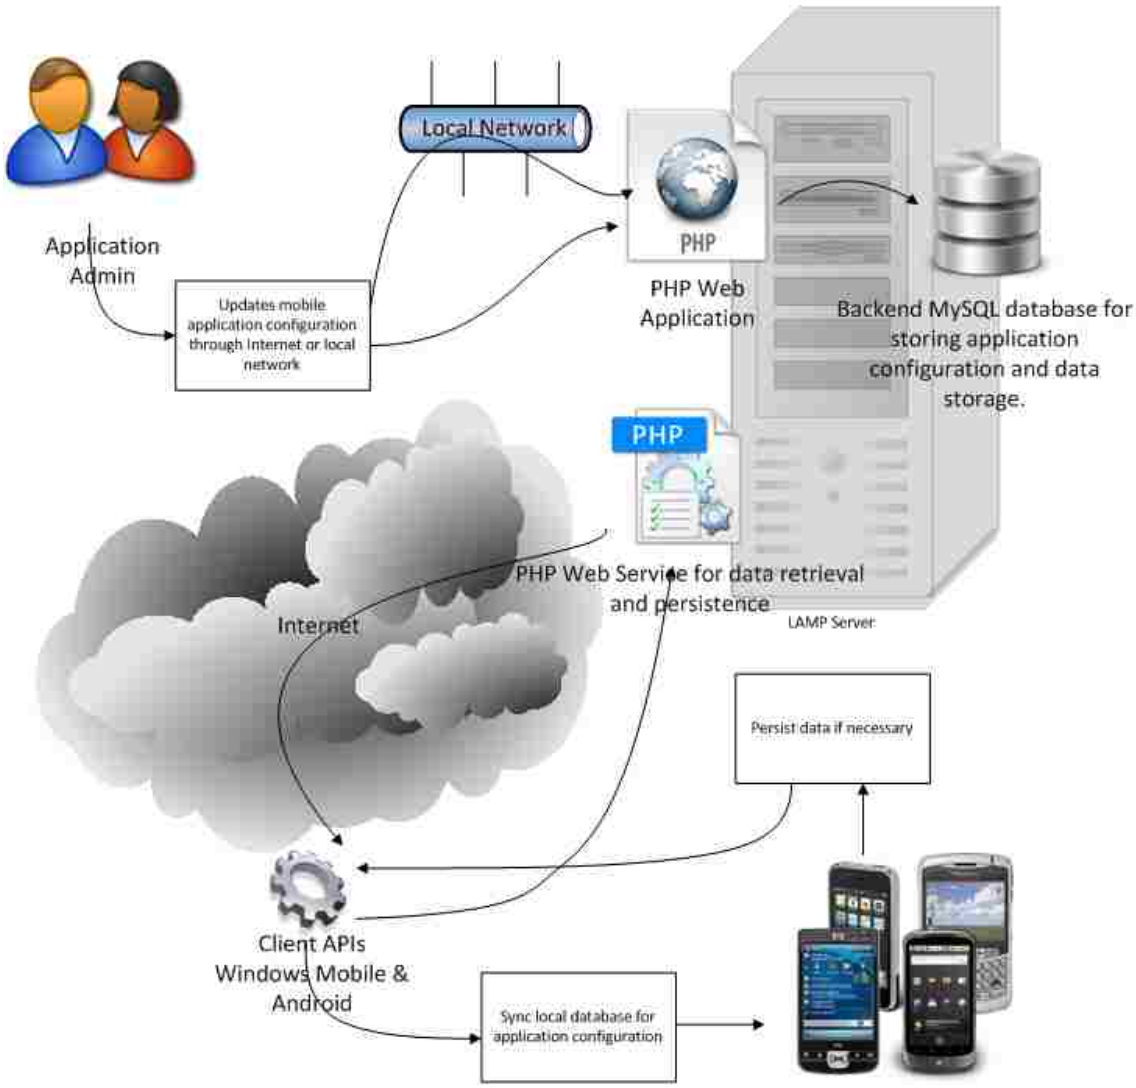 Local Network
PHP
Application
Admin
PHP Web
Application
Updates mobile
application configuration
through Internet or local
network
Backend MySQL database for
storing application
configuration and data
storage.
PHP
PHP Web Service for data retrieval
and persistence
LAMP Server
Internet
Persist data if necessary
Client APIs
Windows Mobile &
Android
Sync local database for
application configuration